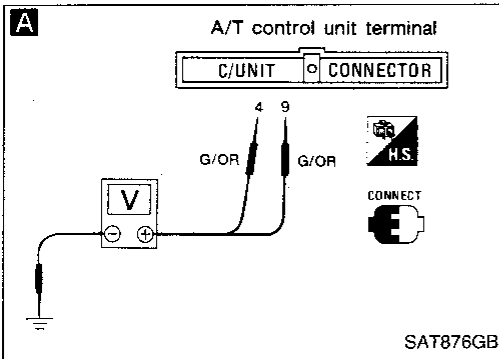 A
A/T control unit terminal
C/UNIT CONNECTOR
4 9
G/OR G/OR
H.S.
V
CONNECT
SAT876GB